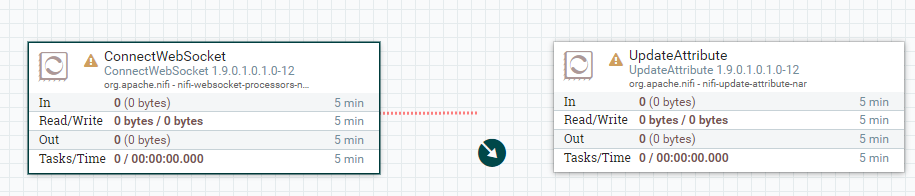 ConnectWebSocket
ConnectWebSocket 1.9.0.1.0.1.0-12
org.apache.nifi - nifi-websocket-processors-n...
In 0 (0 bytes) 5 min
Read/Write 0 bytes / 0 bytes 5 min
Out 0 (0 bytes) 5 min
Tasks/Time 0 / 00:00:00.000 5 min
UpdateAttribute
UpdateAttribute 1.9.0.1.0.1.0-12
org.apache.nifi - nifi-update-attribute-nar
In 0 (0 bytes) 5 min
Read/Write 0 bytes / 0 bytes 5 min
Out 0 (0 bytes) 5 min
Tasks/Time 0 / 00:00:00.000 5 min